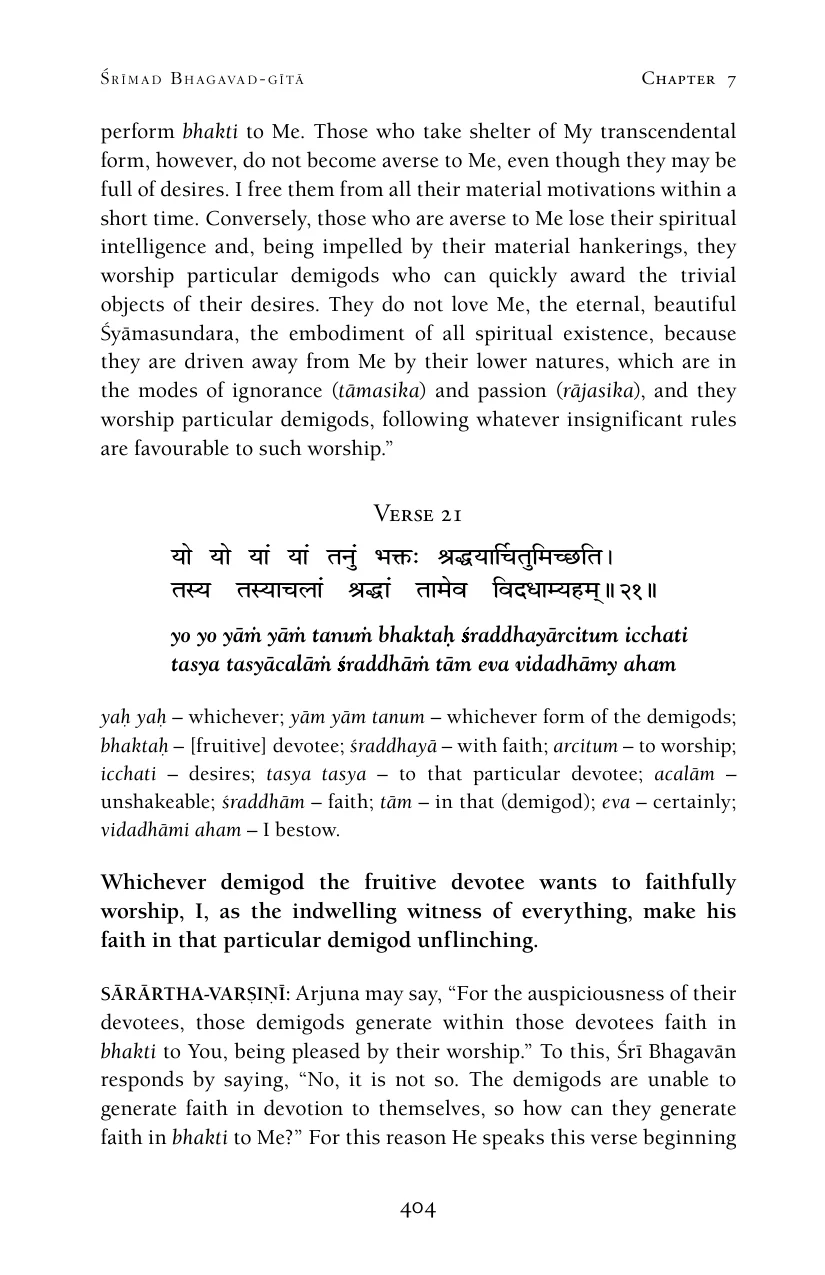 Śrīmad Bhagavad-gītā Chapter 7
perform bhakti to Me. Those who take shelter of My transcendental
form, however, do not become averse to Me, even though they may be
full of desires. I free them from all their material motivations within a
short time. Conversely, those who are averse to Me lose their spiritual
intelligence and, being impelled by their material hankerings, they
worship particular demigods who can quickly award the trivial
objects of their desires. They do not love Me, the eternal, beautiful
Śyāmasundara, the embodiment of all spiritual existence, because
they are driven away from Me by their lower natures, which are in
the modes of ignorance (tāmasika) and passion (rājasika), and they
worship particular demigods, following whatever insignificant rules
are favourable to such worship.”
Verse 21
यो यो यां यां तनुं भक्तः श्रद्धयार्चितुमिच्छति।
तस्य तस्याचलां श्रद्धां तामेव विदधाम्यहम्॥२१॥
yo yo yāṁ yāṁ tanuṁ bhaktaḥ śraddhayārcitum icchati
tasya tasyācalāṁ śraddhāṁ tām eva vidadhāmy aham
yaḥ yaḥ – whichever; yām yām tanum – whichever form of the demigods;
bhaktaḥ – [fruitive] devotee; śraddhayā – with faith; arcitum – to worship;
icchati – desires; tasya tasya – to that particular devotee; acalām –
unshakeable; śraddhām – faith; tām – in that (demigod); eva – certainly;
vidadhāmi aham – I bestow.
Whichever demigod the fruitive devotee wants to faithfully
worship, I, as the indwelling witness of everything, make his
faith in that particular demigod unflinching.
SĀRĀRTHA-VARṢIṆĪ: Arjuna may say, “For the auspiciousness of their
devotees, those demigods generate within those devotees faith in
bhakti to You, being pleased by their worship.” To this, Śrī Bhagavān
responds by saying, “No, it is not so. The demigods are unable to
generate faith in devotion to themselves, so how can they generate
faith in bhakti to Me?” For this reason He speaks this verse beginning
404